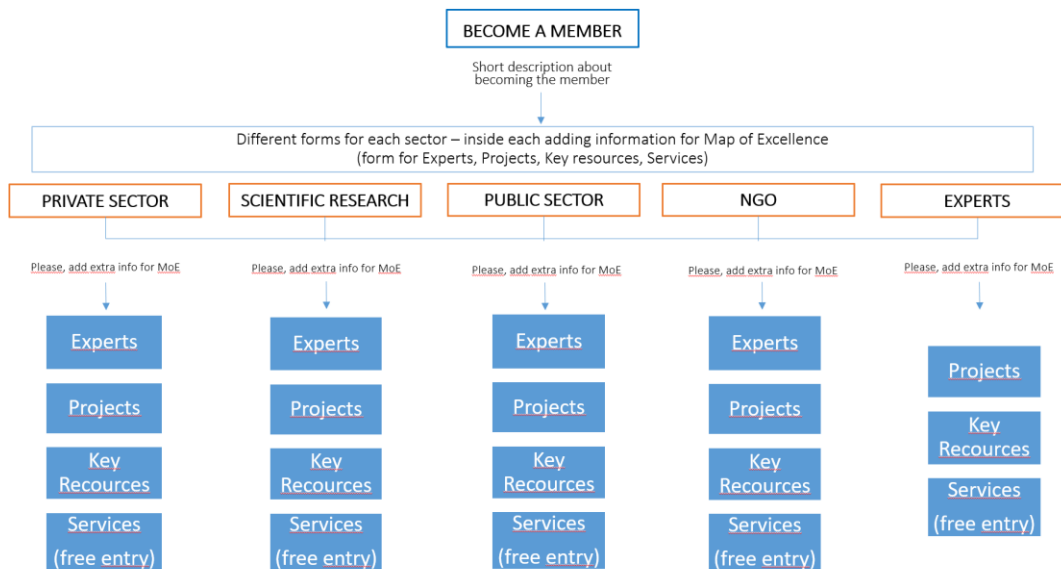 BECOME A MEMBER
Short description about
becoming the member
Different forms for each sector – inside each adding information for Map of Excellence
(form for Experts, Projects, Key resources, Services)
PRIVATE SECTOR
SCIENTIFIC RESEARCH
PUBLIC SECTOR
NGO
EXPERTS
Please, add extra info for MoE
Please, add extra info for MoE
Please, add extra info for MoE
Please, add extra info for MoE
Please, add extra info for MoE
Experts
Projects
Key
Recources
Services
(free entry)
Experts
Projects
Key
Recources
Services
(free entry)
Experts
Projects
Key
Recources
Services
(free entry)
Experts
Projects
Key
Recources
Services
(free entry)
Projects
Key
Recources
Services
(free entry)